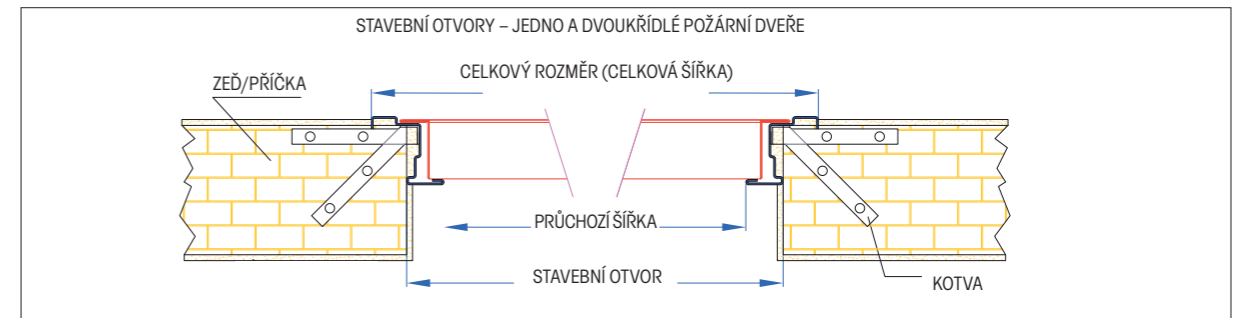 STAVEBNÍ OTVORY – JEDNO A DVOUKŘÍDLÉ POŽÁRNÍ DVEŘE
CELKOVÝ ROZMĚR (CELKOVÁ ŠÍŘKA)
ZEĎ/PŘÍČKA
PRŮCHOZÍ ŠÍŘKA
STAVEBNÍ OTVOR
KOTVA